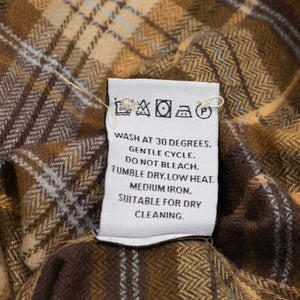 WASH AT 30 DEGREES.
GENTLE CYCLE.
DO NOT BLEACH.
TUMBLE DRY, LOW HEAT.
MEDIUM IRON.
SUITABLE FOR DRY
CLEANING.